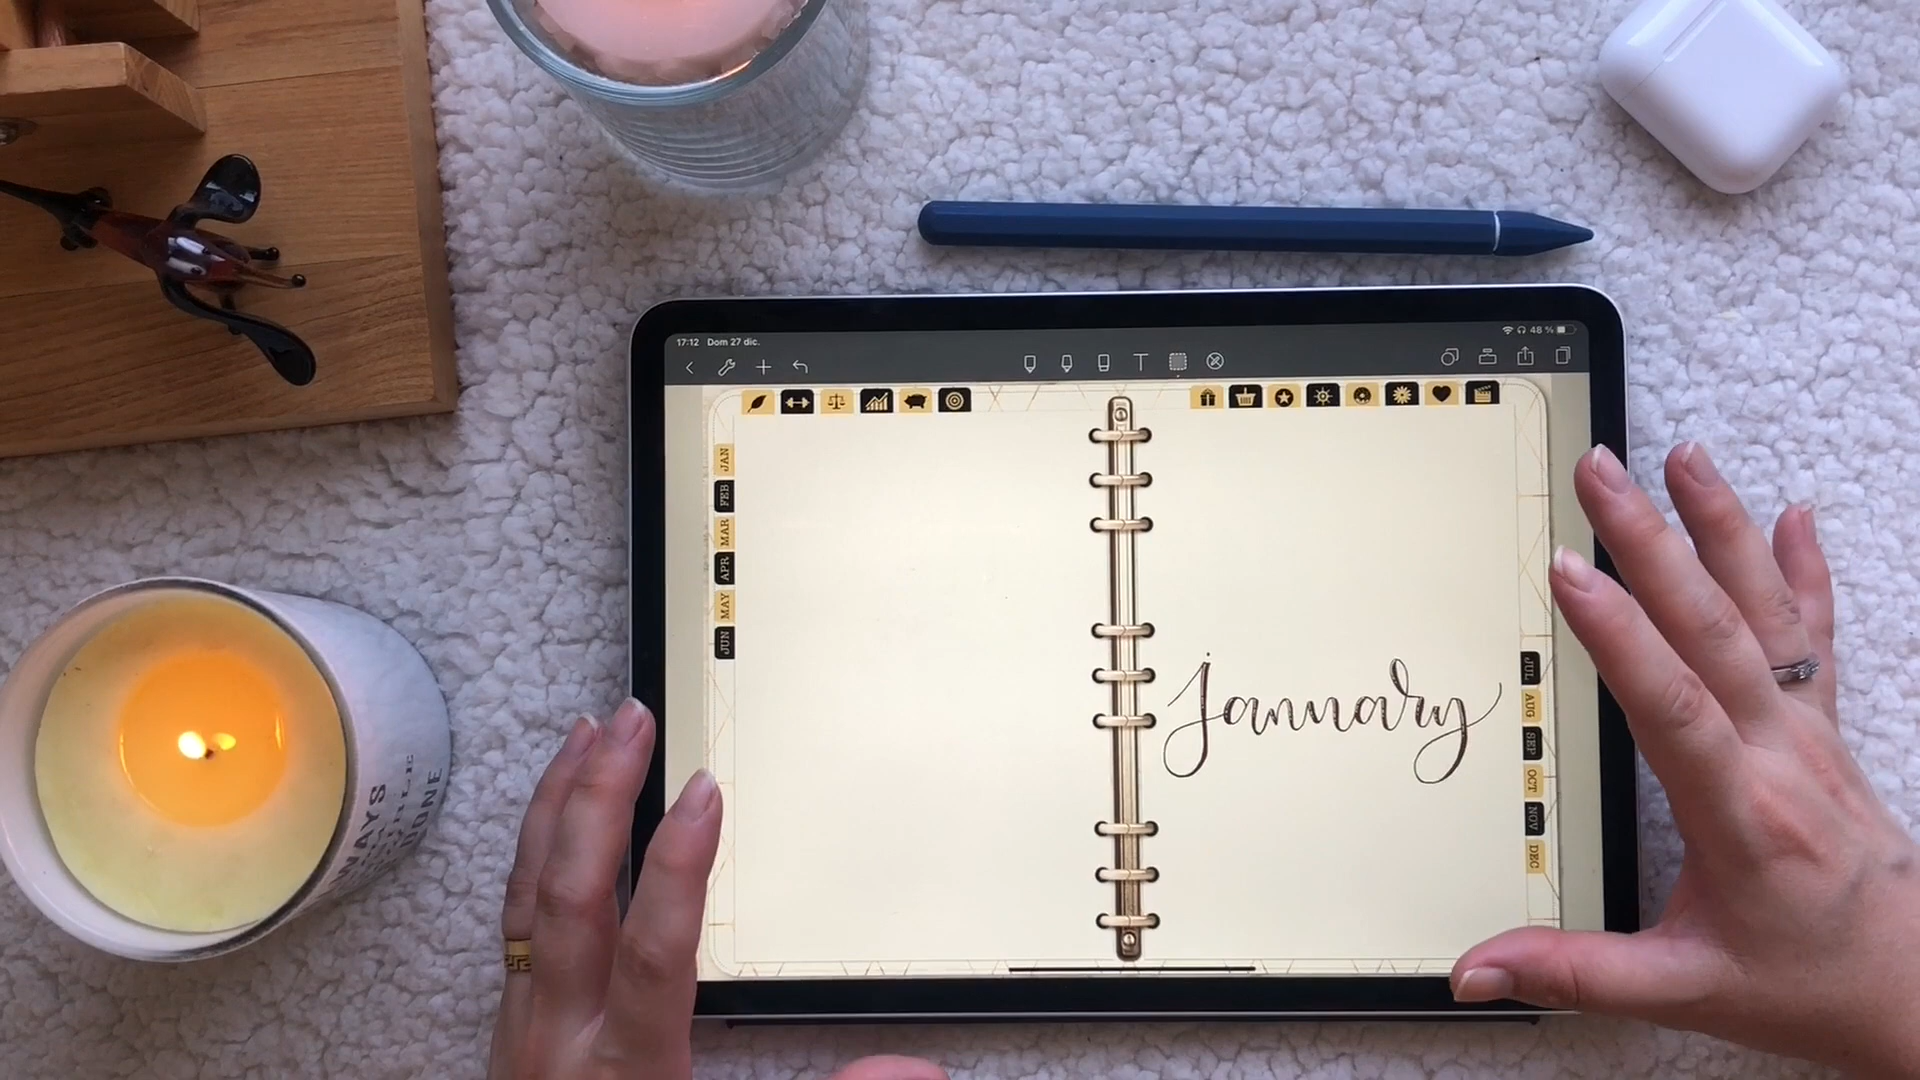 17:12 Dom 27 dic.
48 %
JAN
FEB
MAR
APR
MAY
JUN
january
JUL
AUG
SEP
OCT
NOV
DEC